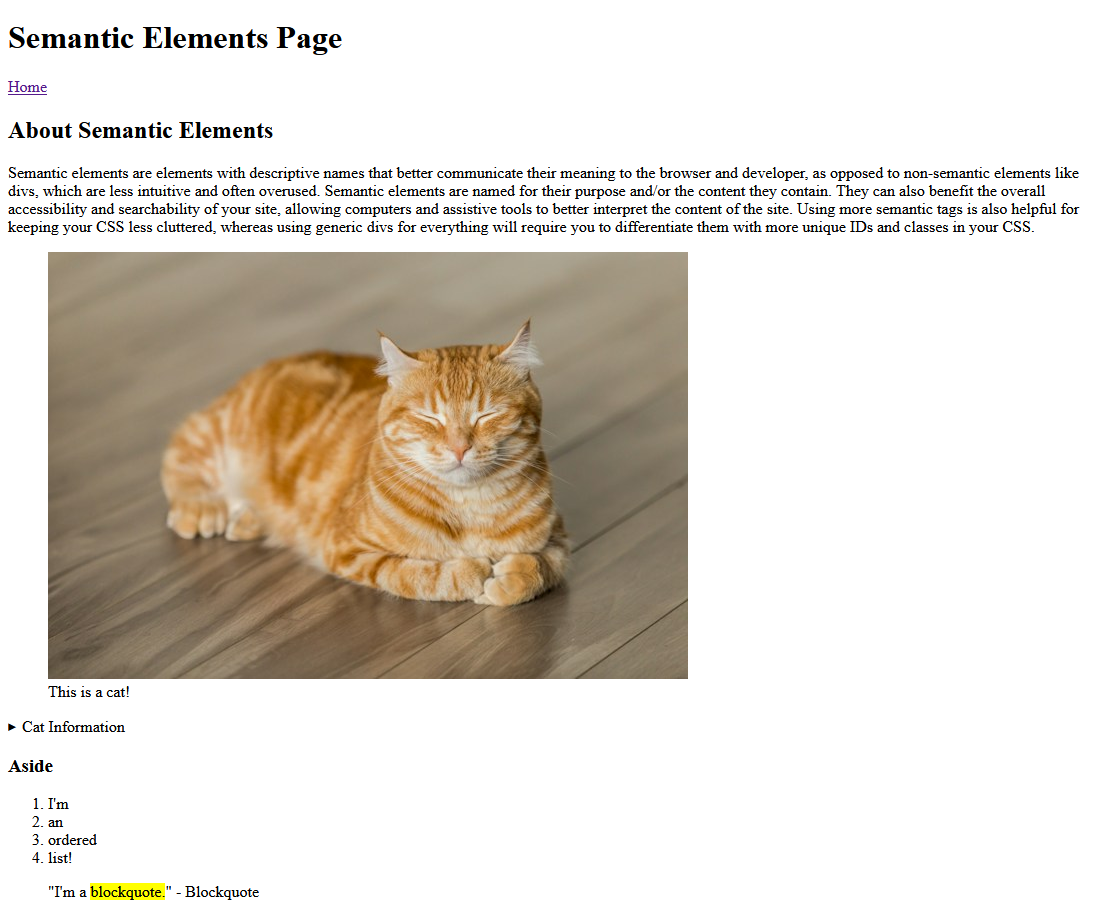 Semantic Elements Page
Home
About Semantic Elements
Semantic elements are elements with descriptive names that better communicate their meaning to the browser and developer, as opposed to non-semantic elements like
divs, which are less intuitive and often overused. Semantic elements are named for their purpose and/or the content they contain. They can also benefit the overall
accessibility and searchability of your site, allowing computers and assistive tools to better interpret the content of the site. Using more semantic tags is also helpful for
keeping your CSS less cluttered, whereas using generic divs for everything will require you to differentiate them with more unique IDs and classes in your CSS.
This is a cat!
Cat Information
Aside
1. I'm
2. an
3. ordered
4. list!
"I'm a blockquote." - Blockquote